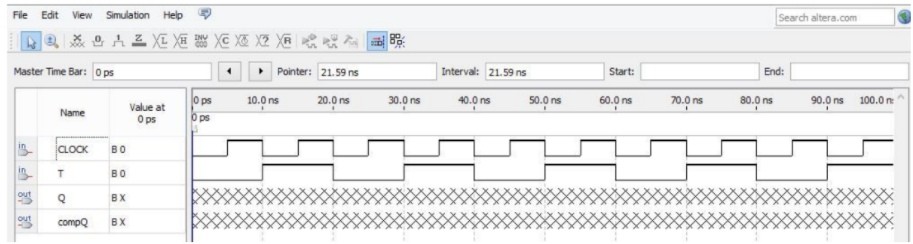 File Edit View Simulation Help
Search altera.com
Master Time Bar: 0 ps Pointer: 21.59 ns Interval: 21.59 ns Start: End:
Name Value at 0 ps
0 ps 10.0 ns 20.0 ns 30.0 ns 40.0 ns 50.0 ns 60.0 ns 70.0 ns 80.0 ns 90.0 ns 100.0 n
0 ps
in CLOCK B 0
in T B 0
out Q B X
out compQ B X